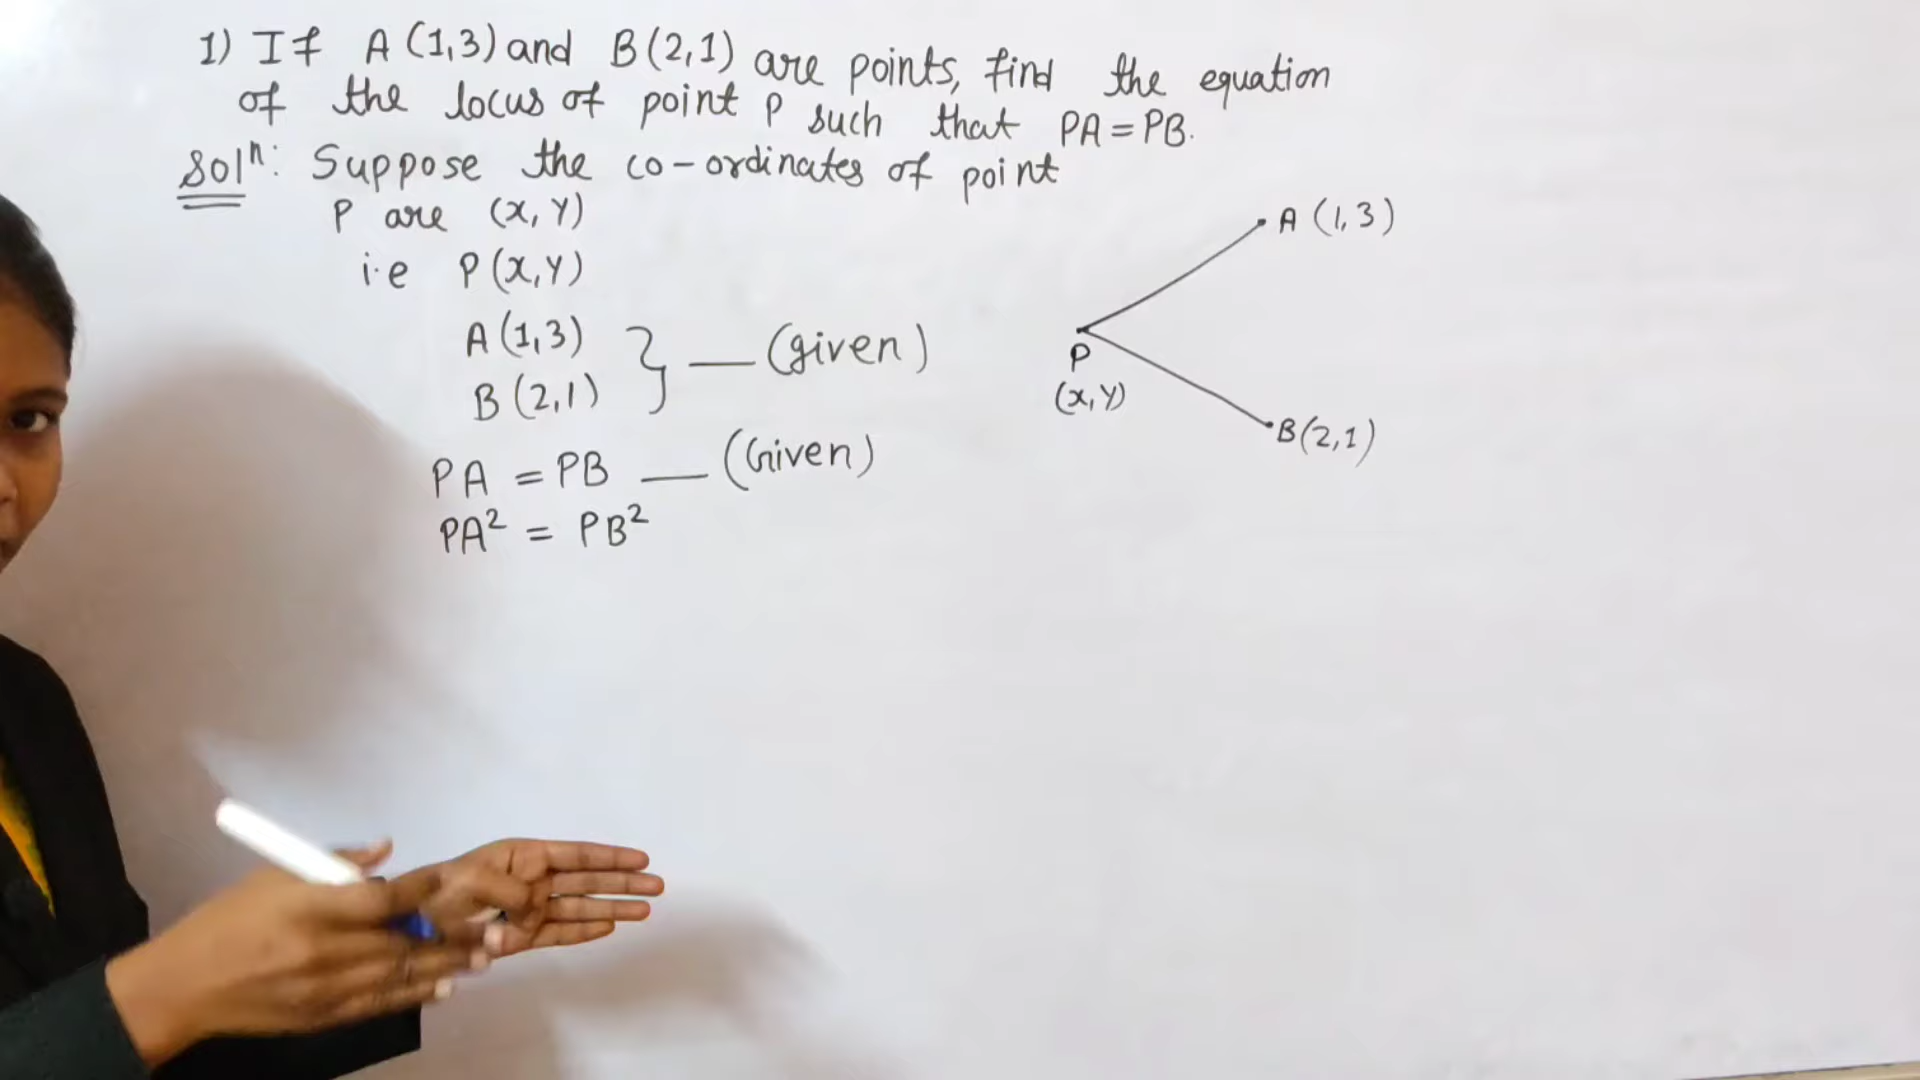 1) If A (1,3) and B (2,1) are points, find the equation
of the locus of point P such that PA = PB.
Solⁿ: Suppose the co-ordinates of point
P are (x, y)
i.e P (x, y)
A (1,3)
B (2,1) } — (given)
PA = PB — (Given)
PA² = PB²
A (1, 3)
P
(x, y)
B (2,1)